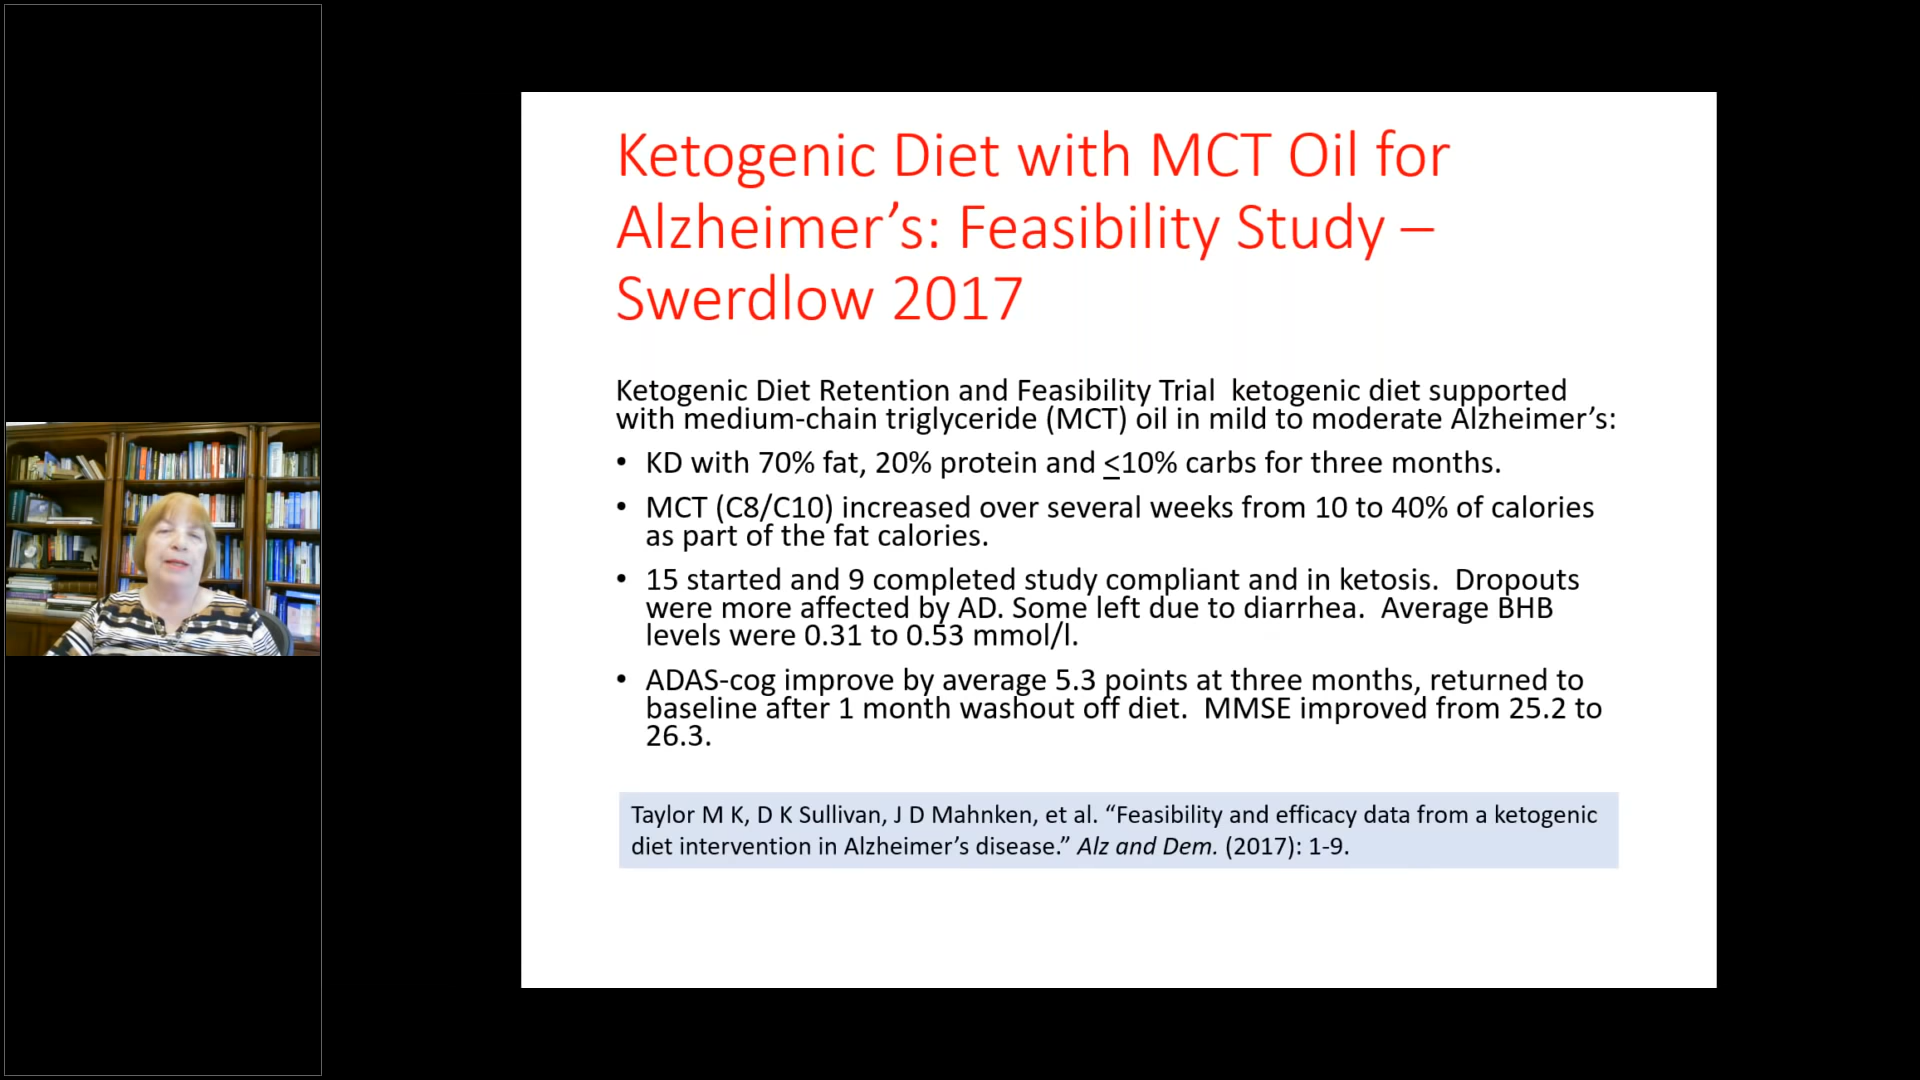 Ketogenic Diet with MCT Oil for
Alzheimer’s: Feasibility Study –
Swerdlow 2017
Ketogenic Diet Retention and Feasibility Trial  ketogenic diet supported
with medium-chain triglyceride (MCT) oil in mild to moderate Alzheimer’s:
• KD with 70% fat, 20% protein and <10% carbs for three months.
• MCT (C8/C10) increased over several weeks from 10 to 40% of calories
as part of the fat calories.
• 15 started and 9 completed study compliant and in ketosis.  Dropouts
were more affected by AD. Some left due to diarrhea.  Average BHB
levels were 0.31 to 0.53 mmol/l.
• ADAS-cog improve by average 5.3 points at three months, returned to
baseline after 1 month washout off diet.  MMSE improved from 25.2 to
26.3.
Taylor M K, D K Sullivan, J D Mahnken, et al. “Feasibility and efficacy data from a ketogenic
diet intervention in Alzheimer’s disease.” Alz and Dem. (2017): 1-9.